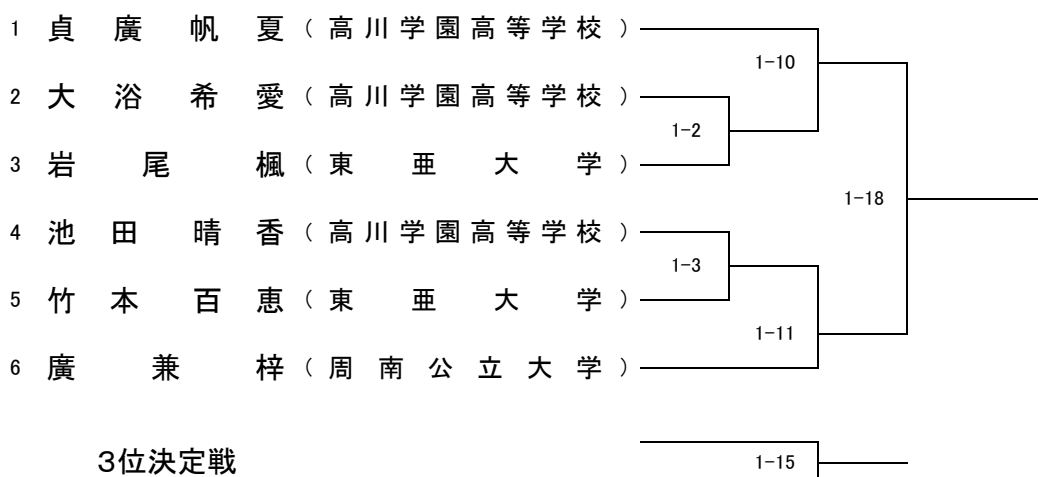 1 貞廣帆夏（高川学園高等学校）
1-10
2 大浴希愛（高川学園高等学校）
1-2
3 岩尾楓（東亜大学）
1-18
4 池田晴香（高川学園高等学校）
1-3
5 竹本百恵（東亜大学）
1-11
6 廣兼梓（周南公立大学）
3位決定戦
1-15